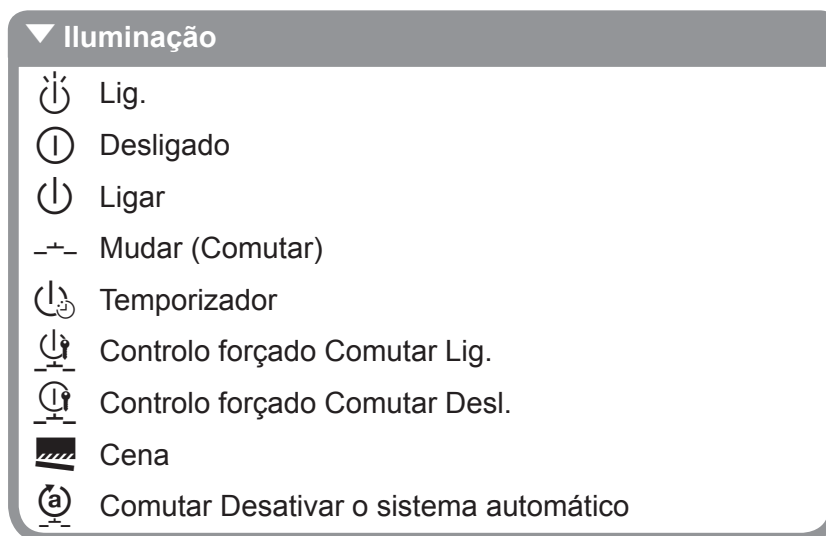 Iluminação
Lig.
Desligado
Ligar
Mudar (Comutar)
Temporizador
Controlo forçado Comutar Lig.
Controlo forçado Comutar Desl.
Cena
Comutar Desativar o sistema automático